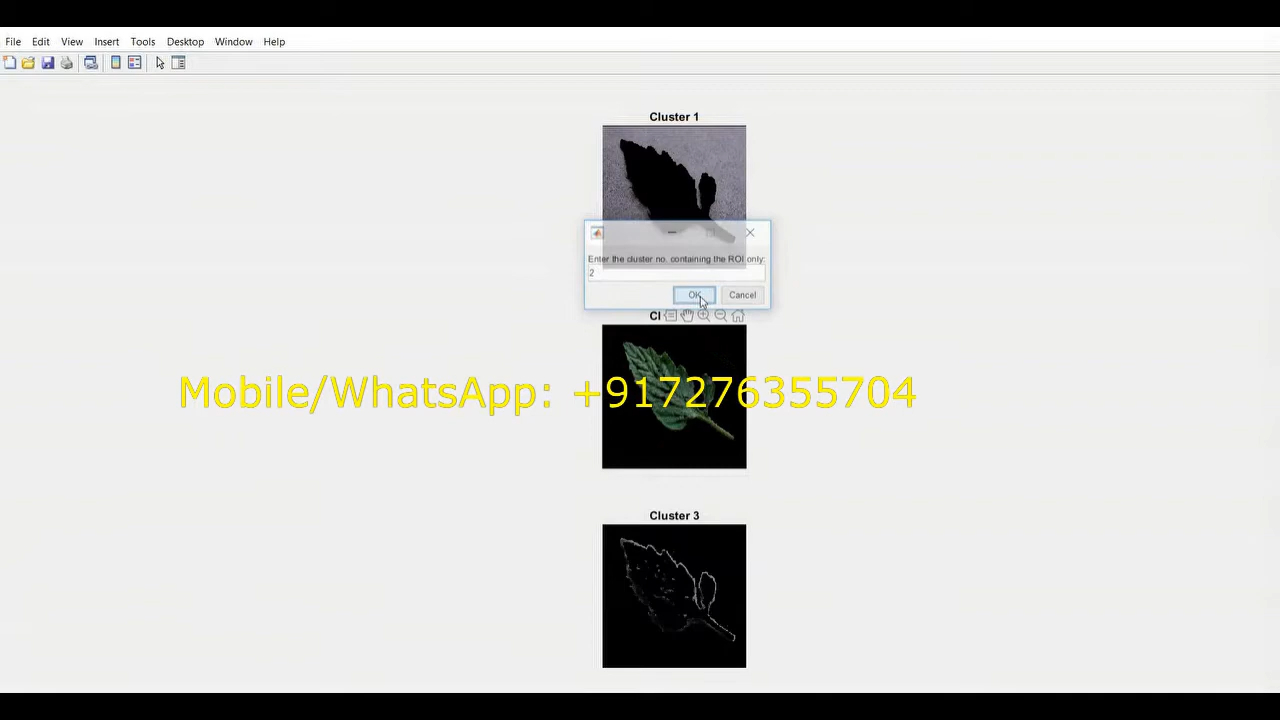 File Edit View Insert Tools Desktop Window Help
Cluster 1
Enter the cluster no. containing the ROI only:
2
OK Cancel
Cl
Mobile/WhatsApp: +917276355704
Cluster 3